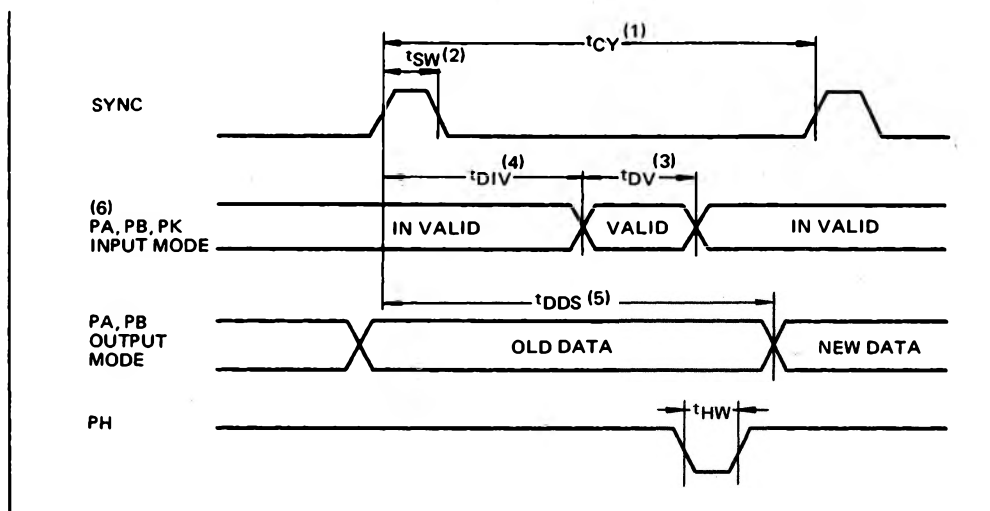 tCY(1)
tSW(2)
SYNC
tDIV(4) tDV(3)
(6)
PA, PB, PK
INPUT MODE
IN VALID VALID IN VALID
tDDS(5)
PA, PB
OUTPUT
MODE
OLD DATA NEW DATA
tHW
PH